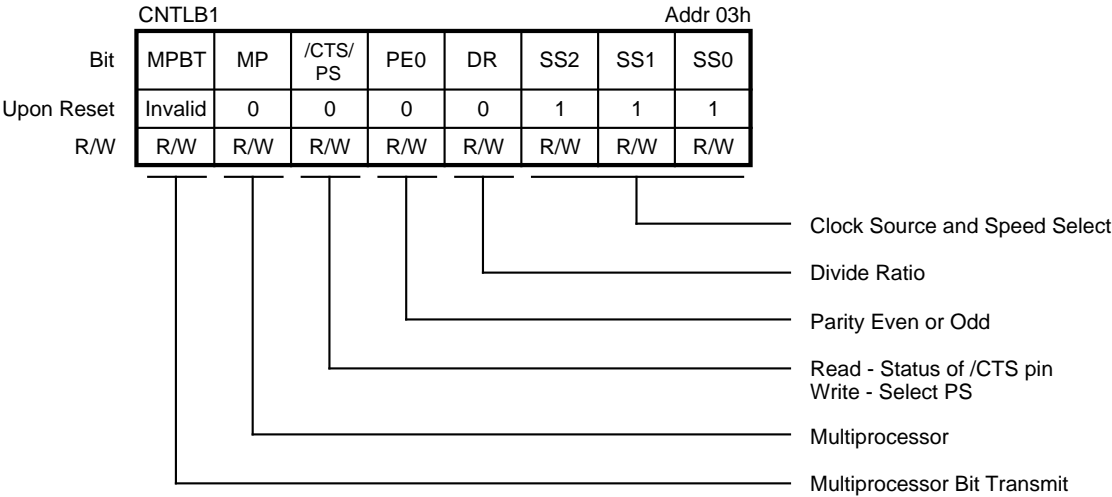 CNTLB1 Addr 03h
Bit MPBT MP /CTS/ PS PE0 DR SS2 SS1 SS0
Upon Reset Invalid 0 0 0 0 1 1 1
R/W R/W R/W R/W R/W R/W R/W R/W R/W
Clock Source and Speed Select
Divide Ratio
Parity Even or Odd
Read - Status of /CTS pin
Write - Select PS
Multiprocessor
Multiprocessor Bit Transmit